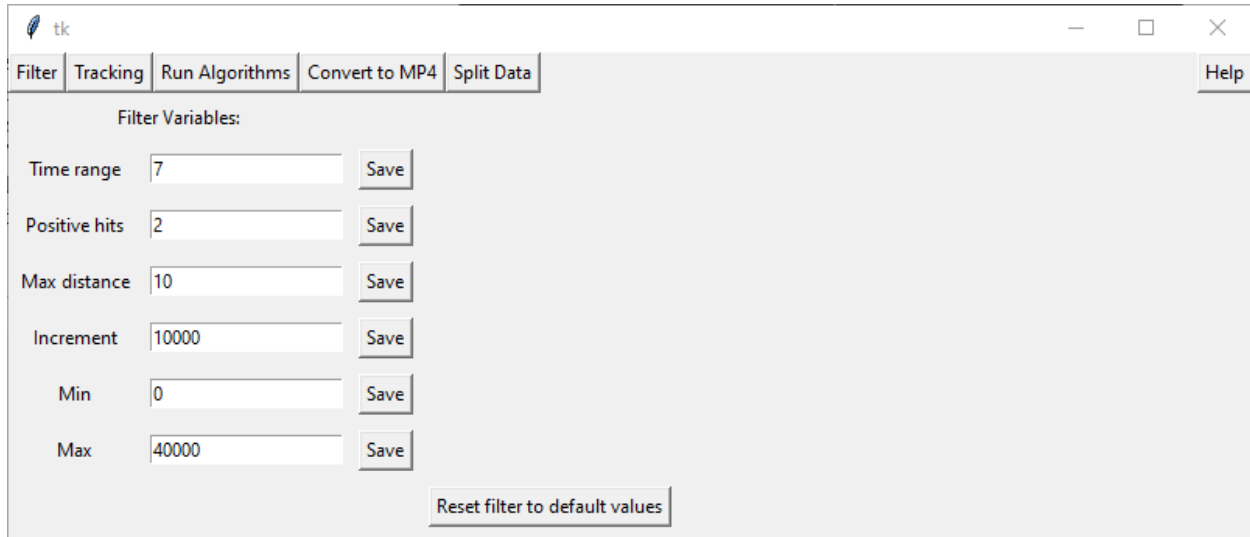 tk
Filter Tracking Run Algorithms Convert to MP4 Split Data Help
Filter Variables:
Time range 7 Save
Positive hits 2 Save
Max distance 10 Save
Increment 10000 Save
Min 0 Save
Max 40000 Save
Reset filter to default values